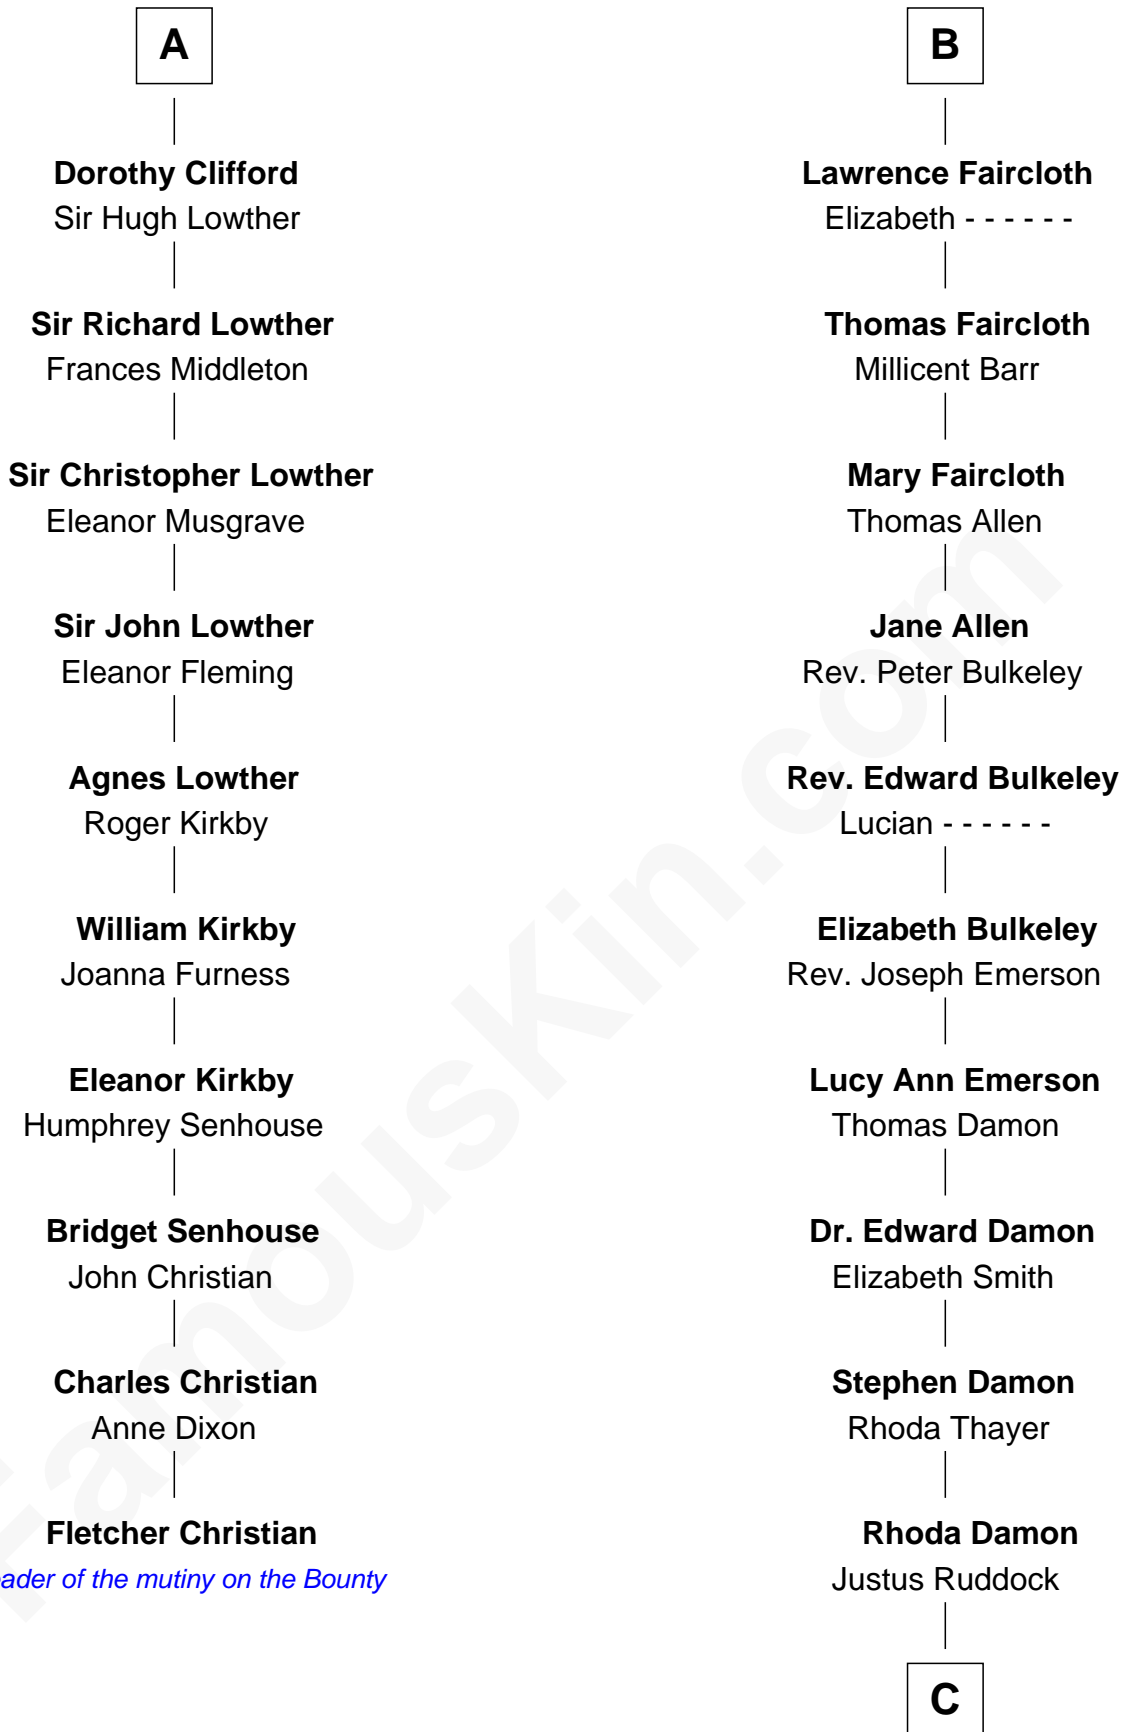 A
Dorothy Clifford
Sir Hugh Lowther
Sir Richard Lowther
Frances Middleton
Sir Christopher Lowther
Eleanor Musgrave
Sir John Lowther
Eleanor Fleming
Agnes Lowther
Roger Kirkby
William Kirkby
Joanna Furness
Eleanor Kirkby
Humphrey Senhouse
Bridget Senhouse
John Christian
Charles Christian
Anne Dixon
Fletcher Christian
of the mutiny on the Bounty
B
Lawrence Faircloth
Elizabeth - - - - - -
Thomas Faircloth
Millicent Barr
Mary Faircloth
Thomas Allen
Jane Allen
Rev. Peter Bulkeley
Rev. Edward Bulkeley
Lucian - - - - - -
Elizabeth Bulkeley
Rev. Joseph Emerson
Lucy Ann Emerson
Thomas Damon
Dr. Edward Damon
Elizabeth Smith
Stephen Damon
Rhoda Thayer
Rhoda Damon
Justus Ruddock
C
FamousKin.com